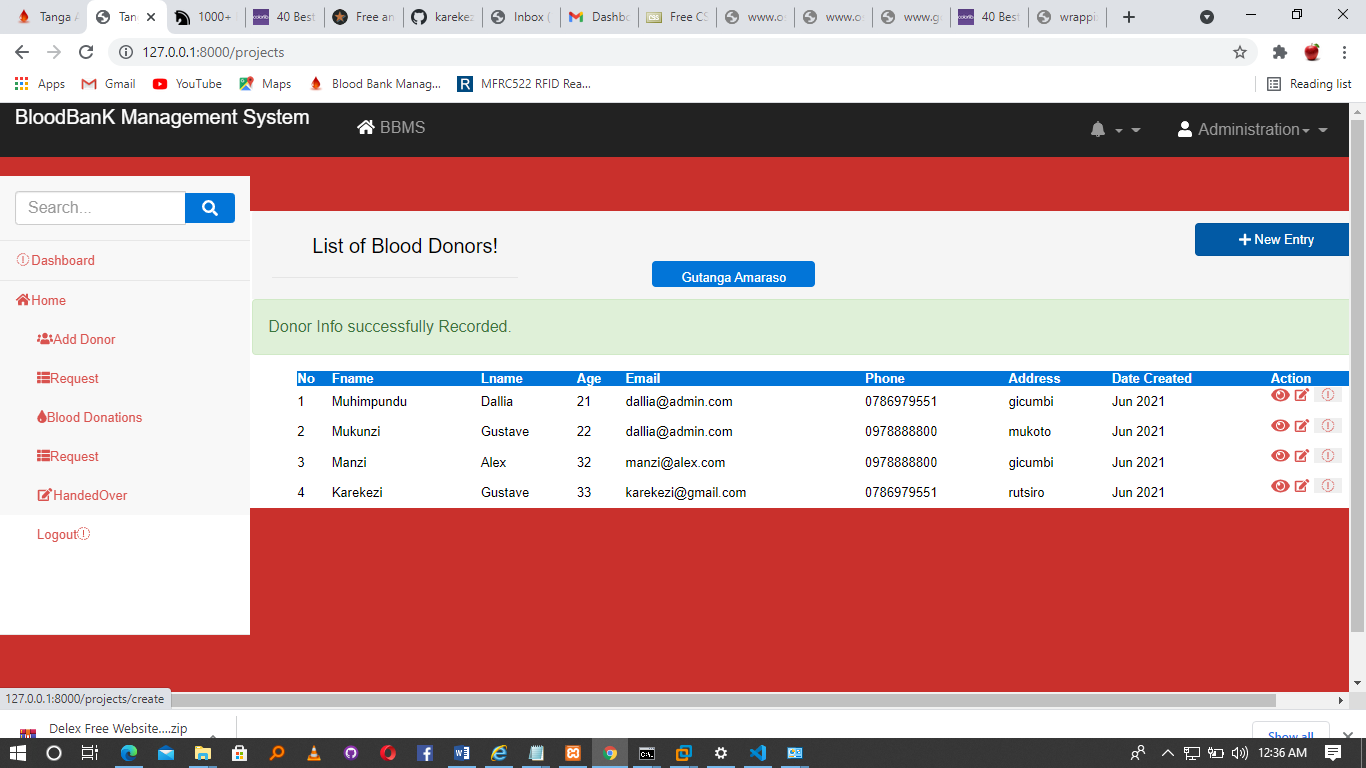 Tanga A
Tan
1000+
40 Best
Free an
karekez
Inbox (
Dashbo
Free CS
www.o
www.o
www.g
40 Best
wrappi
127.0.0.1:8000/projects
Apps
Gmail
YouTube
Maps
Blood Bank Manag...
MFRC522 RFID Rea...
Reading list
BloodBanK Management System
BBMS
Administration
Search...
Dashboard
Home
Add Donor
Request
Blood Donations
Request
HandedOver
Logout
List of Blood Donors!
New Entry
Gutanga Amaraso
Donor Info successfully Recorded.
No Fname Lname Age Email Phone Address Date Created Action
1 Muhimpundu Dallia 21 dallia@admin.com 0786979551 gicumbi Jun 2021
2 Mukunzi Gustave 22 dallia@admin.com 0978888800 mukoto Jun 2021
3 Manzi Alex 32 manzi@alex.com 0978888800 gicumbi Jun 2021
4 Karekezi Gustave 33 karekezi@gmail.com 0786979551 rutsiro Jun 2021
127.0.0.1:8000/projects/create
Delex Free Website....zip
Show all
12:36 AM